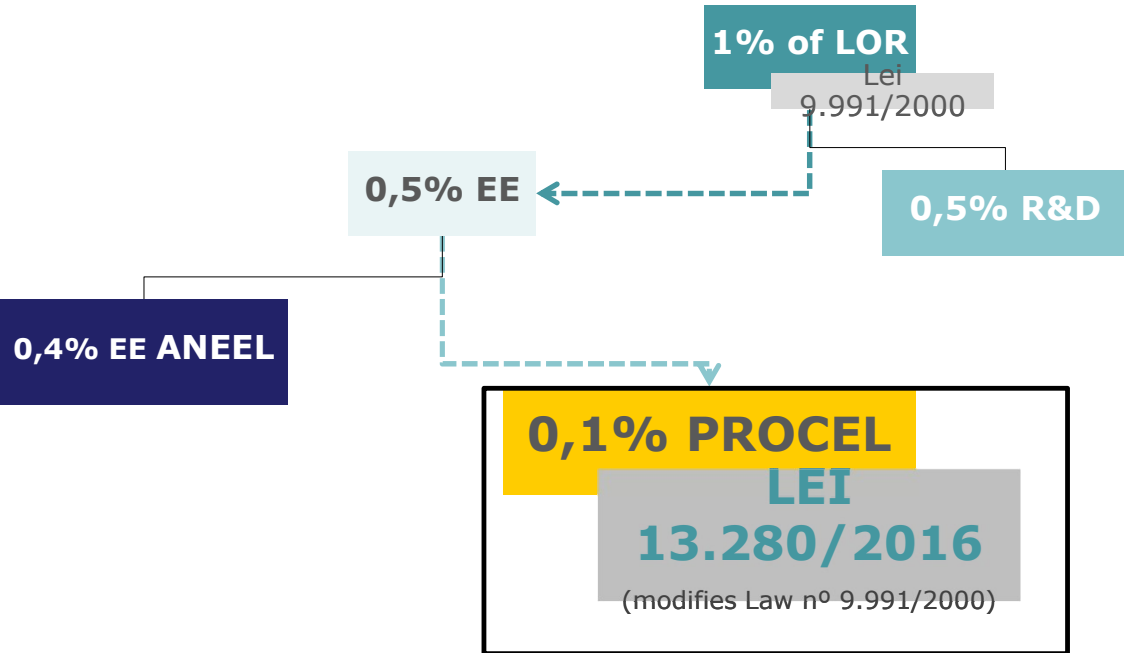 1% of LOR
Lei
9.991/2000
0,5% EE
0,5% R&D
0,4% EE ANEEL
0,1% PROCEL
LEI
13.280/2016
(modifies Law nº 9.991/2000)